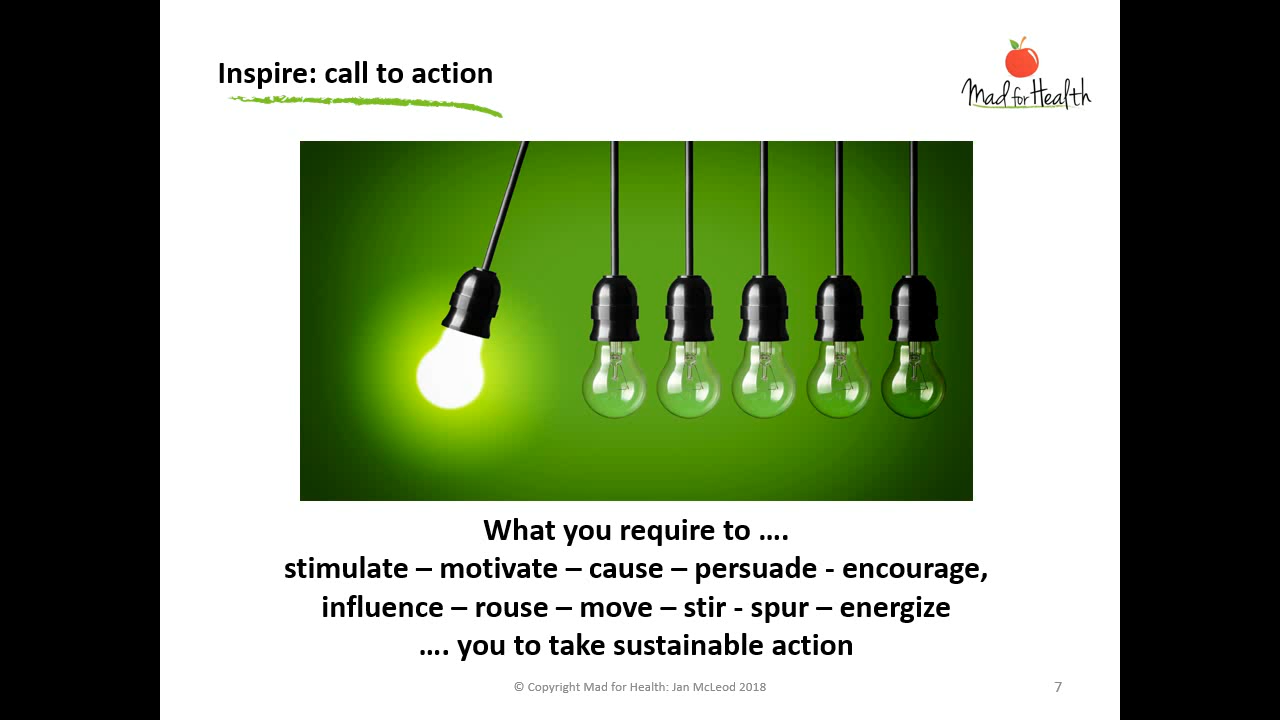 Inspire: call to action
Mad for Health
What you require to ....
stimulate – motivate – cause – persuade - encourage,
influence – rouse – move – stir - spur – energize
.... you to take sustainable action
© Copyright Mad for Health: Jan McLeod 2018
7